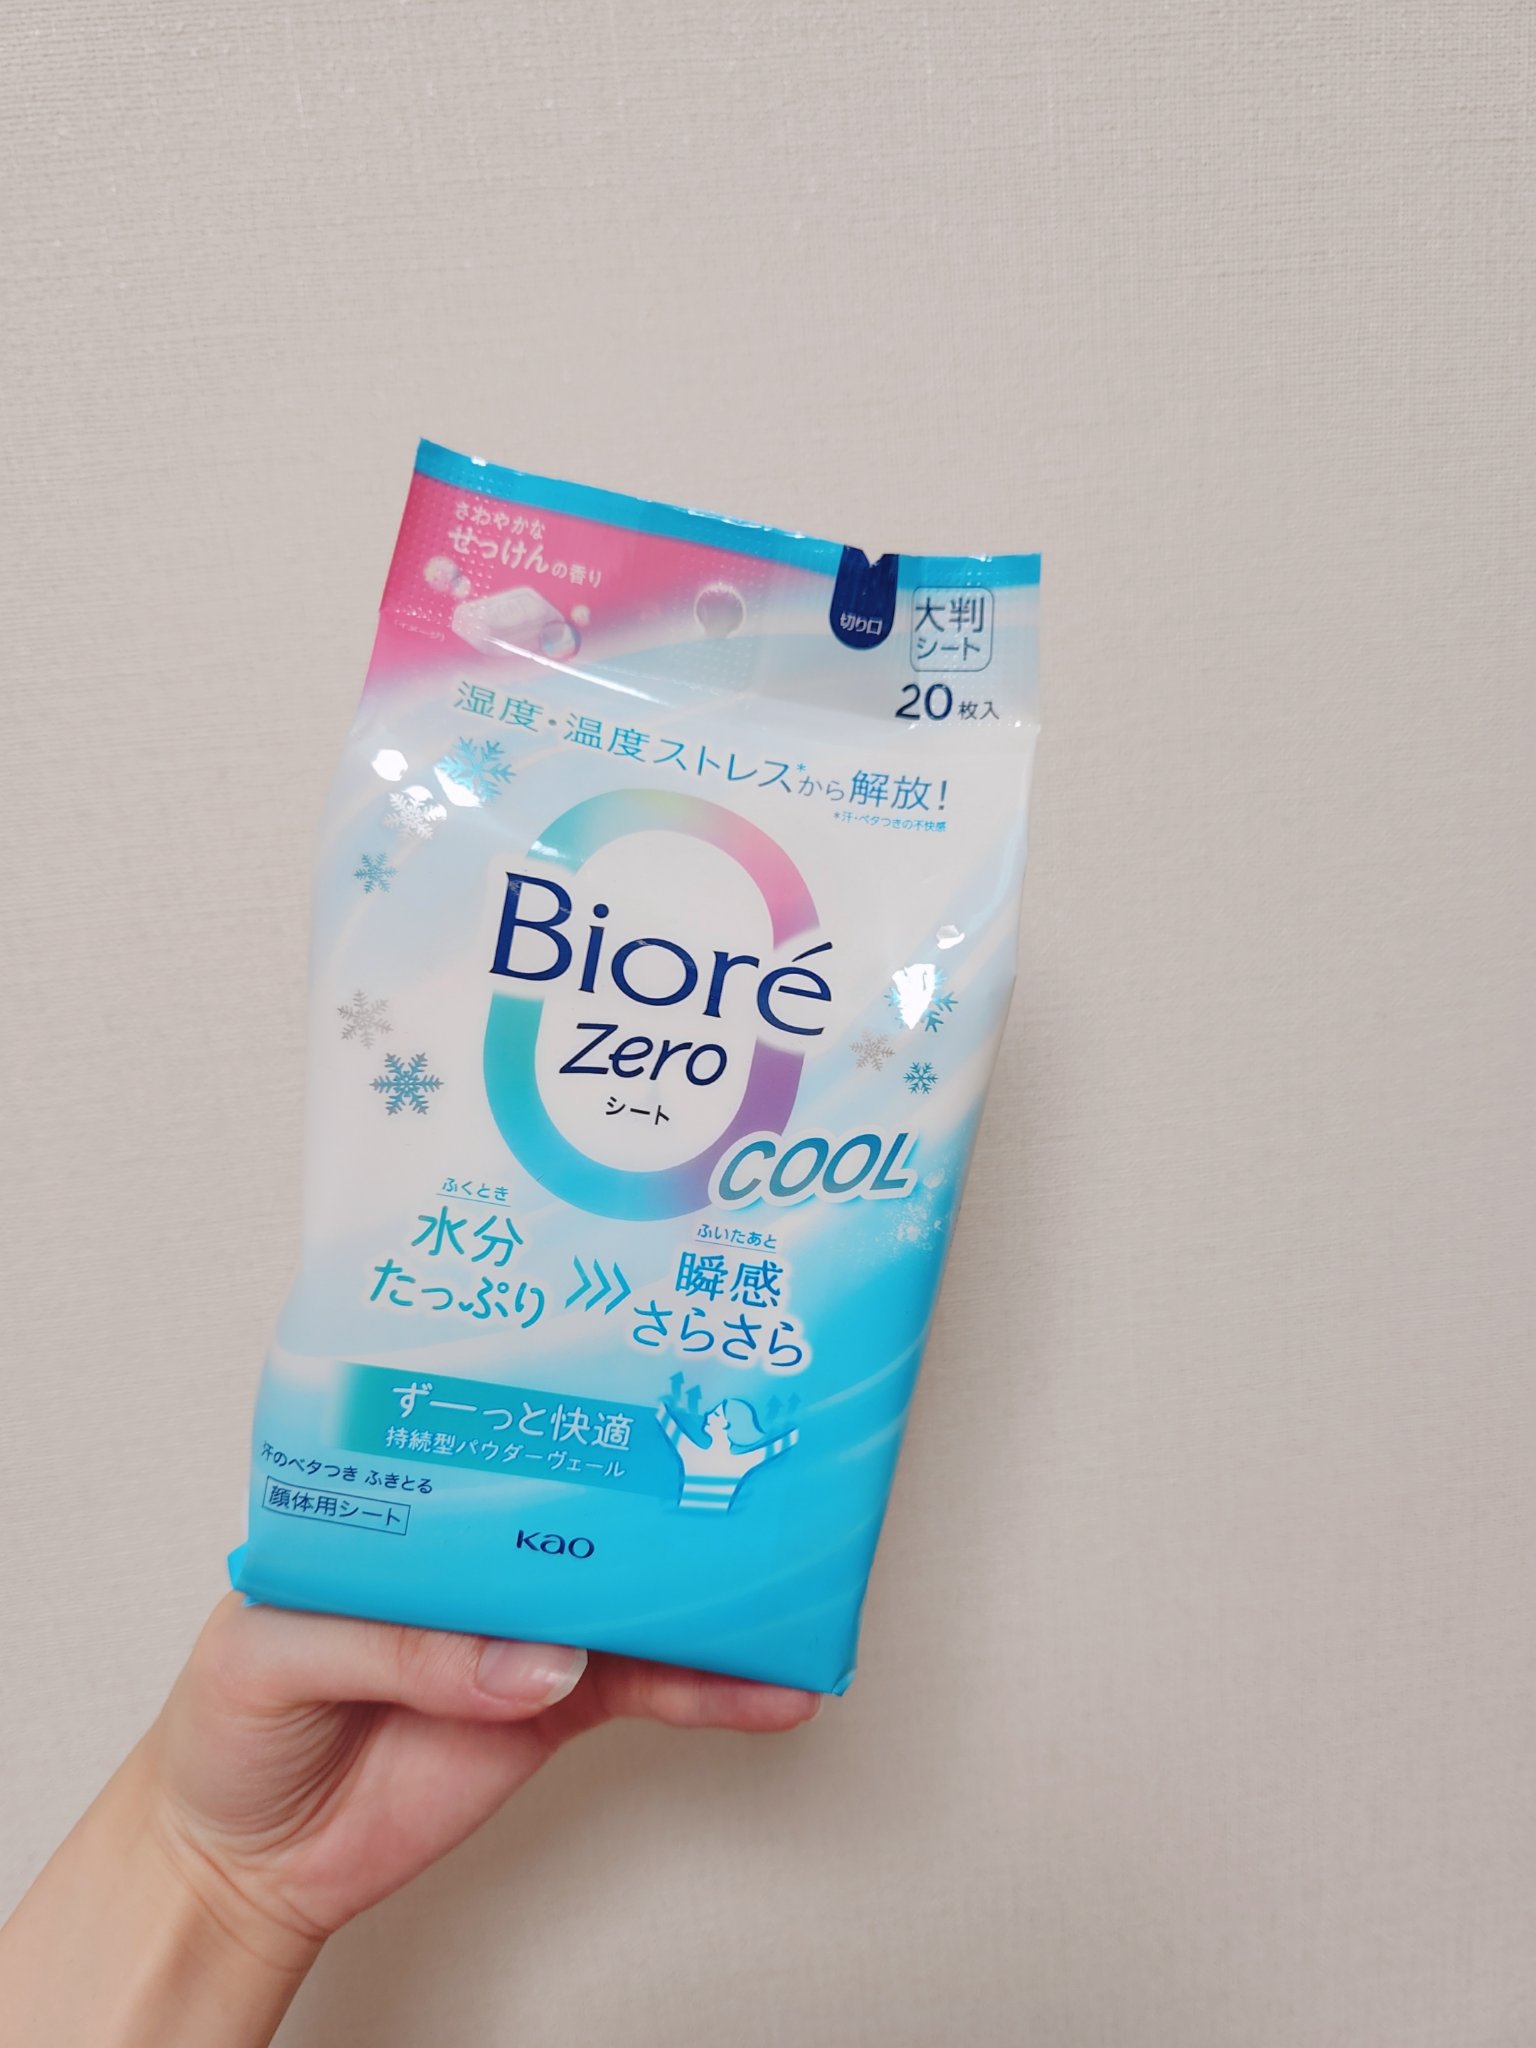 さわやかな
せっけんの香り
(イメージ)
切り口
大判
シート
20枚入
湿度・温度ストレス*から解放!
*汗・ベタつきの不快感
Bioré
Zero
シート
COOL
ふくとき
水分
たっぷり
ふいたあと
瞬感
さらさら
ずーっと快適
持続型パウダーヴェール
汗のベタつき ふきとる
顔体用シート
Kao